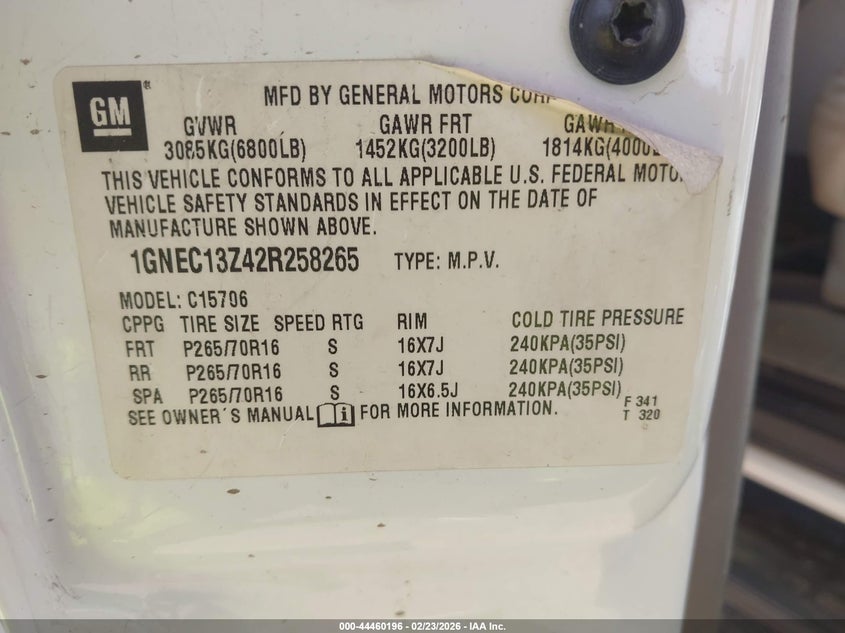 GM ®
MFD BY GENERAL MOTORS CORP
GVWR GAWR FRT GAWR
3085KG(6800LB) 1452KG(3200LB) 1814KG(4000L
THIS VEHICLE CONFORMS TO ALL APPLICABLE U.S. FEDERAL MOTO
VEHICLE SAFETY STANDARDS IN EFFECT ON THE DATE OF
MANUFACTURE SHOWN ABOVE.
1GNEC13Z42R258265 TYPE: M.P.V.
MODEL: C15706
CPPG TIRE SIZE SPEED RTG RIM COLD TIRE PRESSURE
FRT P265/70R16 S 16X7J 240KPA(35PSI)
RR P265/70R16 S 16X7J 240KPA(35PSI)
SPA P265/70R16 S 16X6.5J 240KPA(35PSI)
SEE OWNER'S MANUAL i FOR MORE INFORMATION.
F 341
T 320
000-44460196 - 02/23/2026 - IAA Inc.